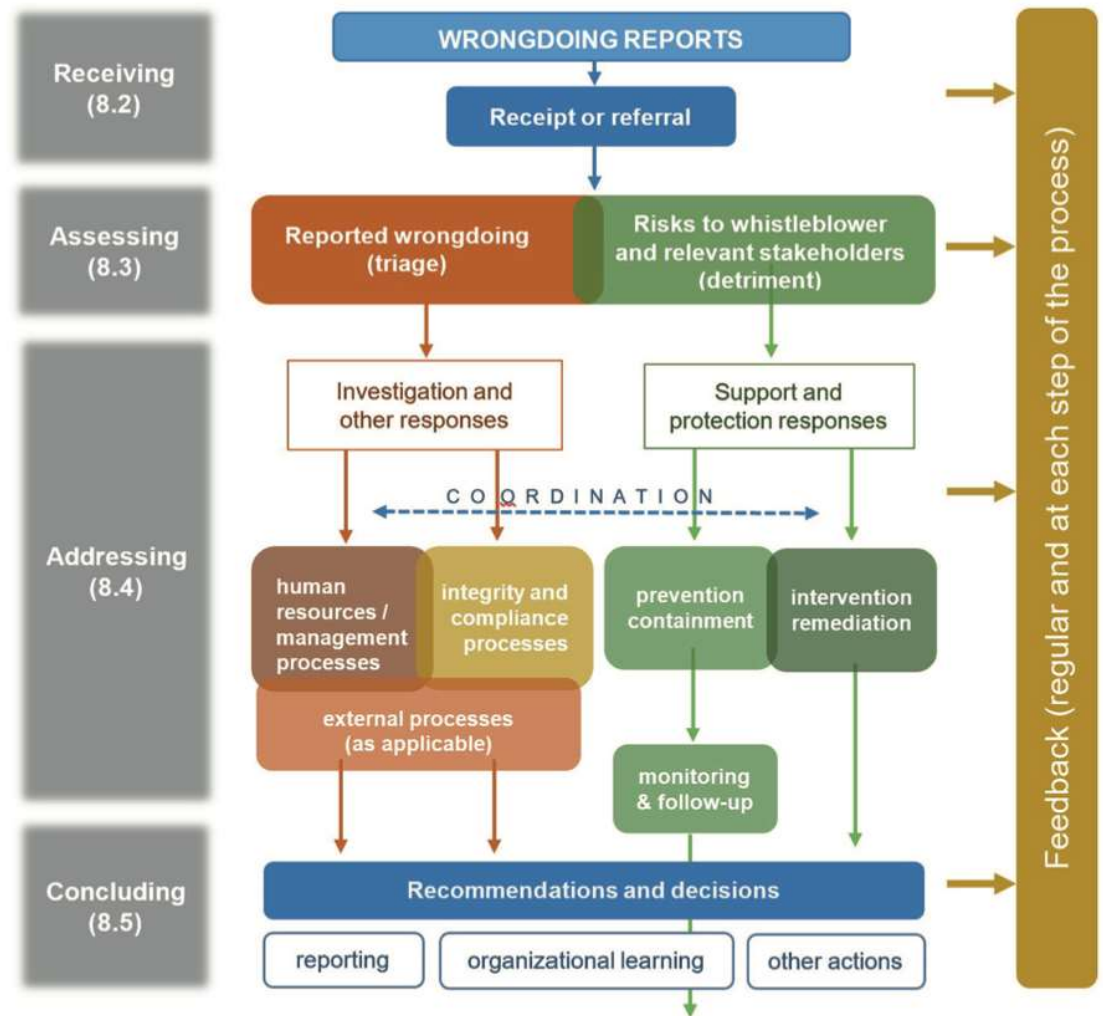 WRONGDOING REPORTS
Receiving
(8.2)
Receipt or referral
Assessing
(8.3)
Reported wrongdoing
(triage)
Risks to whistleblower
and relevant stakeholders
(detriment)
Addressing
(8.4)
Investigation and
other responses
Support and
protection responses
COORDINATION
human
resources /
management
processes
integrity and
compliance
processes
prevention
containment
intervention
remediation
external processes
(as applicable)
monitoring
& follow-up
Concluding
(8.5)
Recommendations and decisions
reporting
organizational learning
other actions
Feedback (regular and at each step of the process)